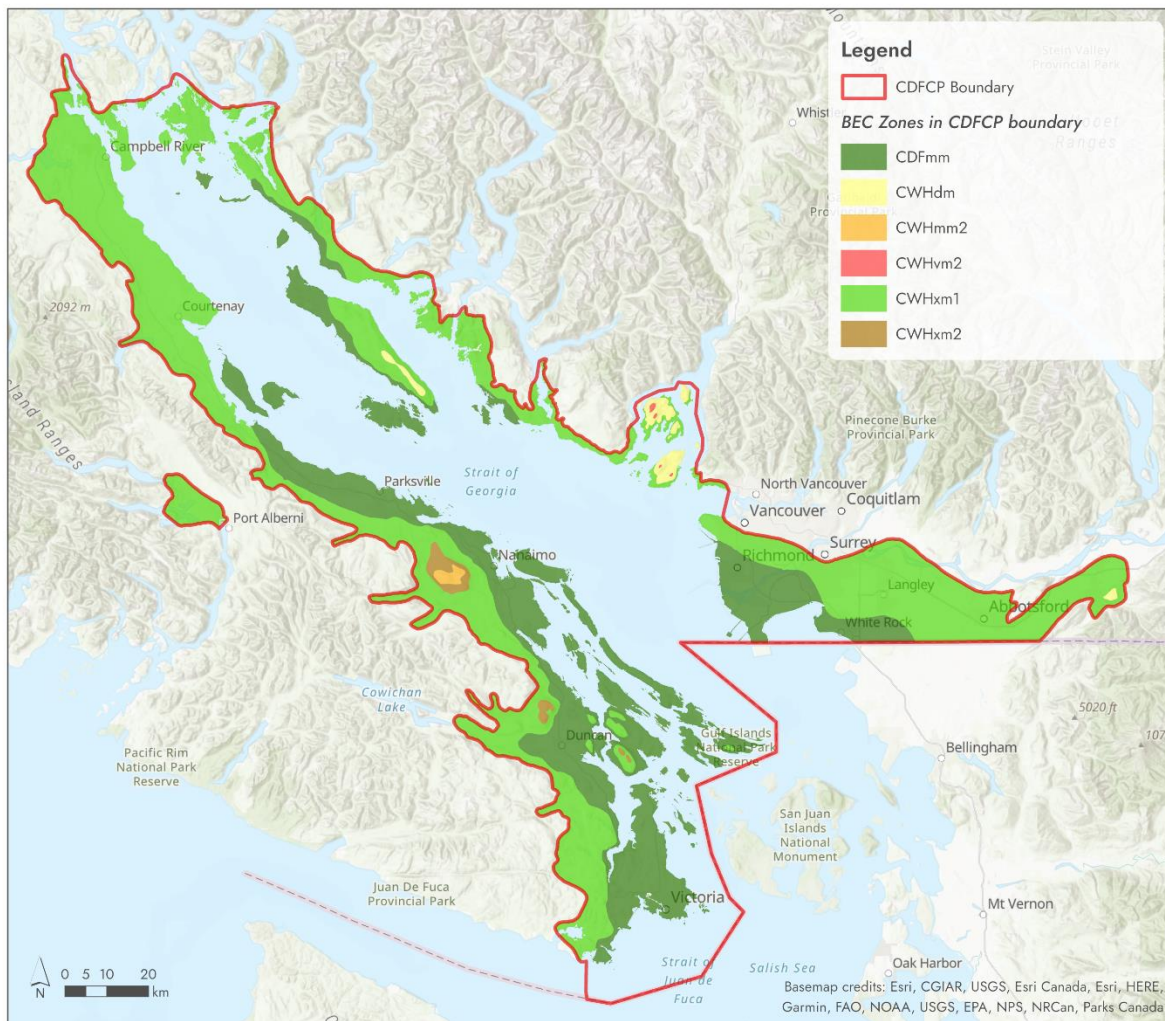 Legend
CDFCP Boundary
BEC Zones in CDFCP boundary
CDFmm
CWHdm
CWHmm2
CWHvm2
CWHxm1
CWHxm2
Stein Valley
Provincial Park
Ranges
Whistler
Campbell River
2092 m
Courtenay
Ranges
Pinecone Burke
Provincial Park
Strait of
Georgia
Parksville
Port Alberni
North Vancouver
Coquitlam
Vancouver
Surrey
Richmond
Nanaimo
Langley
Abbotsford
White Rock
Cowichan
Lake
Duncan
Gulf Islands
National Park
Reserve
5020 ft
Bellingham
Pacific Rim
National Park
Reserve
San Juan
Islands
National
Monument
Juan De Fuca
Provincial Park
Victoria
Mt Vernon
Strait of
Juan de
Fuca
Salish Sea
Oak Harbor
N
0 5 10 20
km
Basemap credits: Esri, CGIAR, USGS, Esri Canada, Esri, HERE,
Garmin, FAO, NOAA, USGS, EPA, NPS, NRCan, Parks Canada